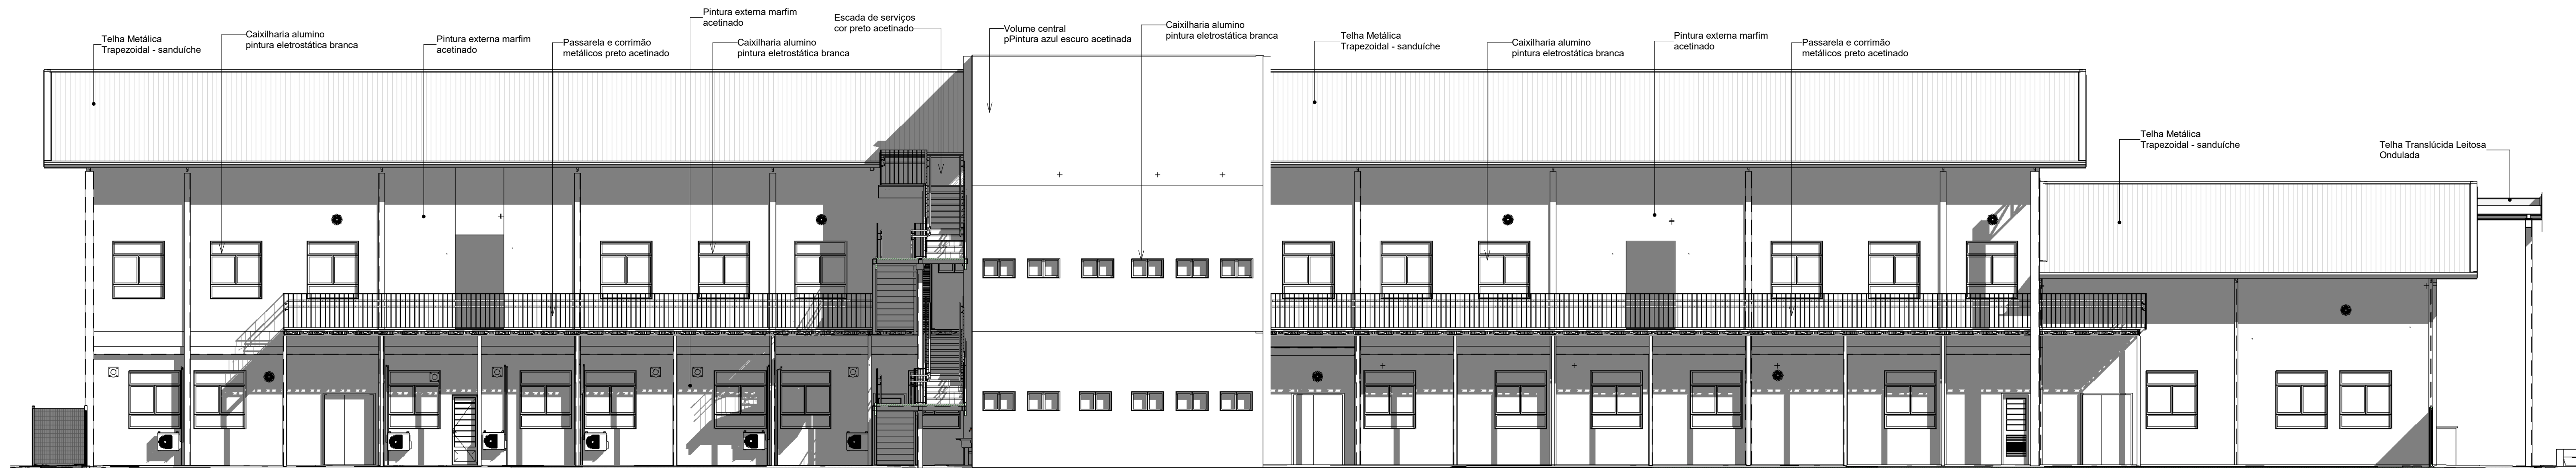 Telha Metálica
Trapezoidal - sanduíche
Caixilharia alumino
pintura eletrostática branca
Pintura externa marfim
acetinado
Passarela e corrimão
metálicos preto acetinado
Pintura externa marfim
acetinado
Caixilharia alumino
pintura eletrostática branca
Escada de serviços
cor preto acetinado
Volume central
pPintura azul escuro acetinada
Caixilharia alumino
pintura eletrostática branca
Telha Metálica
Trapezoidal - sanduíche
Caixilharia alumino
pintura eletrostática branca
Pintura externa marfim
acetinado
Passarela e corrimão
metálicos preto acetinado
Telha Metálica
Trapezoidal - sanduíche
Telha Translúcida Leitosa
Ondulada